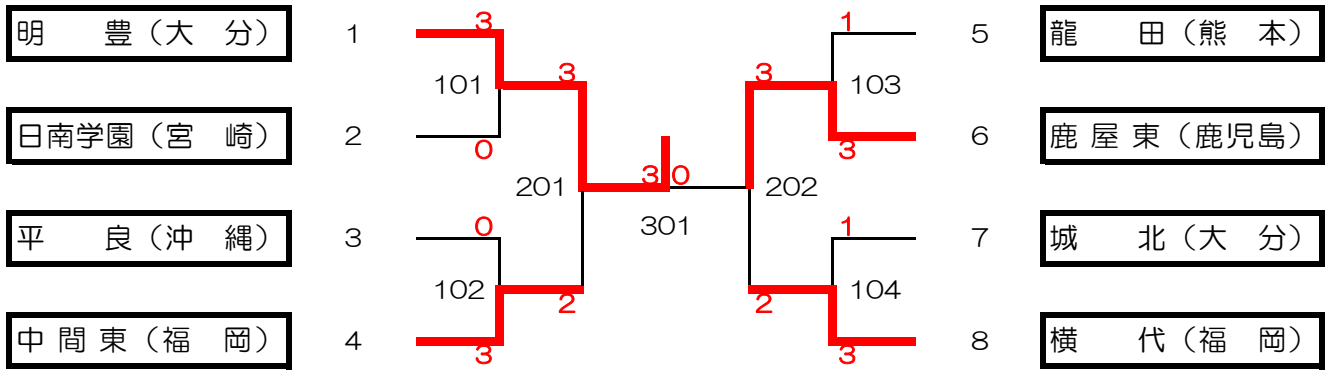 明　豊（大　分） 1 3 1 5 龍　田（熊　本）
101 3 3 103
日南学園（宮　崎） 2 0 3 6 鹿屋東（鹿児島）
201 3 0 202
301
平　良（沖　縄） 3 0 1 7 城　北（大　分）
102 2 2 104
中間東（福　岡） 4 3 3 8 横　代（福　岡）